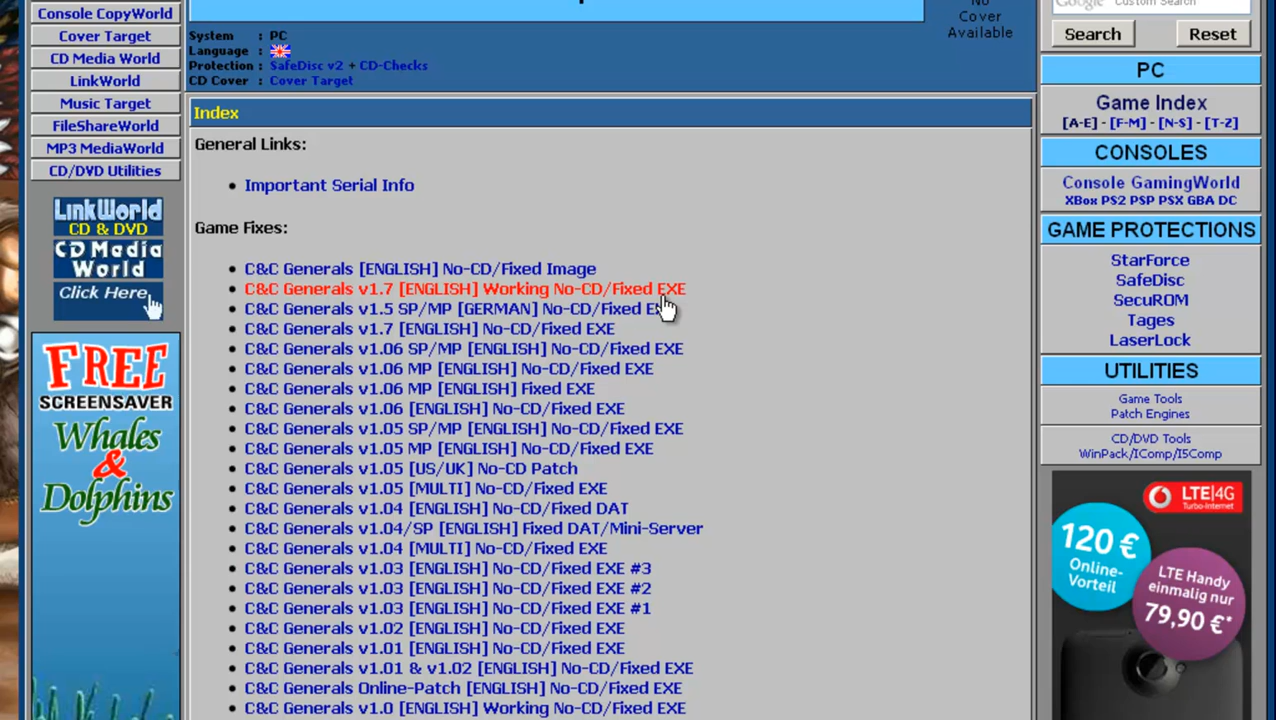 Console CopyWorld
Cover Target
CD Media World
LinkWorld
Music Target
FileShareWorld
MP3 MediaWorld
CD/DVD Utilities
LinkWorld
CD & DVD
CD Media
World
Click Here
FREE
SCREENSAVER
Whales
&
Dolphins
System : PC
Language :
Protection : SafeDisc v2 + CD-Checks
CD Cover : Cover Target
No
Cover
Available
Index
General Links:
• Important Serial Info
Game Fixes:
• C&C Generals [ENGLISH] No-CD/Fixed Image
• C&C Generals v1.7 [ENGLISH] Working No-CD/Fixed EXE
• C&C Generals v1.5 SP/MP [GERMAN] No-CD/Fixed
• C&C Generals v1.7 [ENGLISH] No-CD/Fixed EXE
• C&C Generals v1.06 SP/MP [ENGLISH] No-CD/Fixed EXE
• C&C Generals v1.06 MP [ENGLISH] No-CD/Fixed EXE
• C&C Generals v1.06 MP [ENGLISH] Fixed EXE
• C&C Generals v1.06 [ENGLISH] No-CD/Fixed EXE
• C&C Generals v1.05 SP/MP [ENGLISH] No-CD/Fixed EXE
• C&C Generals v1.05 MP [ENGLISH] No-CD/Fixed EXE
• C&C Generals v1.05 [US/UK] No-CD Patch
• C&C Generals v1.05 [MULTI] No-CD/Fixed EXE
• C&C Generals v1.04 [ENGLISH] No-CD/Fixed DAT
• C&C Generals v1.04/SP [ENGLISH] Fixed DAT/Mini-Server
• C&C Generals v1.04 [MULTI] No-CD/Fixed EXE
• C&C Generals v1.03 [ENGLISH] No-CD/Fixed EXE #3
• C&C Generals v1.03 [ENGLISH] No-CD/Fixed EXE #2
• C&C Generals v1.03 [ENGLISH] No-CD/Fixed EXE #1
• C&C Generals v1.02 [ENGLISH] No-CD/Fixed EXE
• C&C Generals v1.01 [ENGLISH] No-CD/Fixed EXE
• C&C Generals v1.01 & v1.02 [ENGLISH] No-CD/Fixed EXE
• C&C Generals Online-Patch [ENGLISH] No-CD/Fixed EXE
• C&C Generals v1.0 [ENGLISH] Working No-CD/Fixed EXE
Google Custom Search
Search Reset
PC
Game Index
[A-E] - [F-M] - [N-S] - [T-Z]
CONSOLES
Console GamingWorld
XBox PS2 PSP PSX GBA DC
GAME PROTECTIONS
StarForce
SafeDisc
SecuROM
Tages
LaserLock
UTILITIES
Game Tools
Patch Engines
CD/DVD Tools
WinPack/IComp/I5Comp
LTE|4G
Turbo-Internet
120 €
Online-
Vorteil
LTE Handy
einmalig nur
79,90 €*